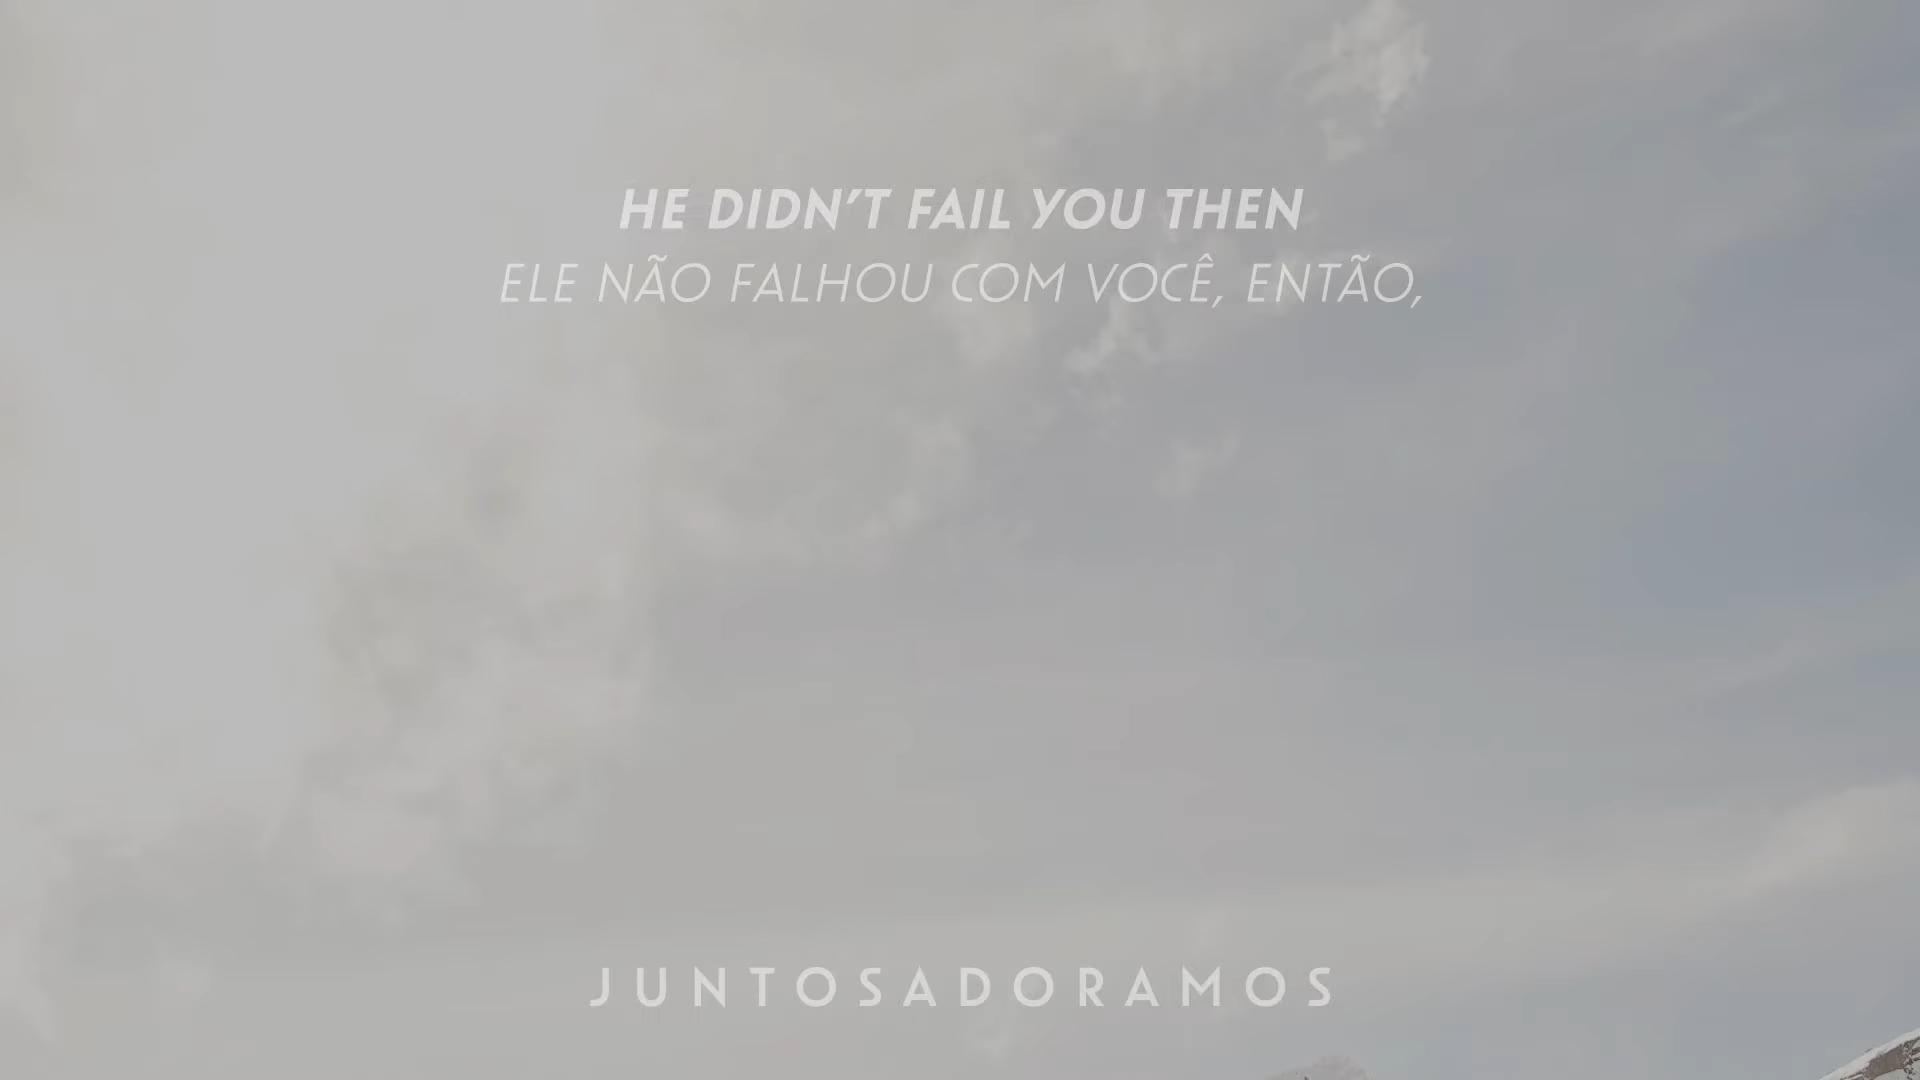 HE DIDN’T FAIL YOU THEN
ELE NÃO FALHOU COM VOCÊ, ENTÃO,
JUNTOSADORAMOS